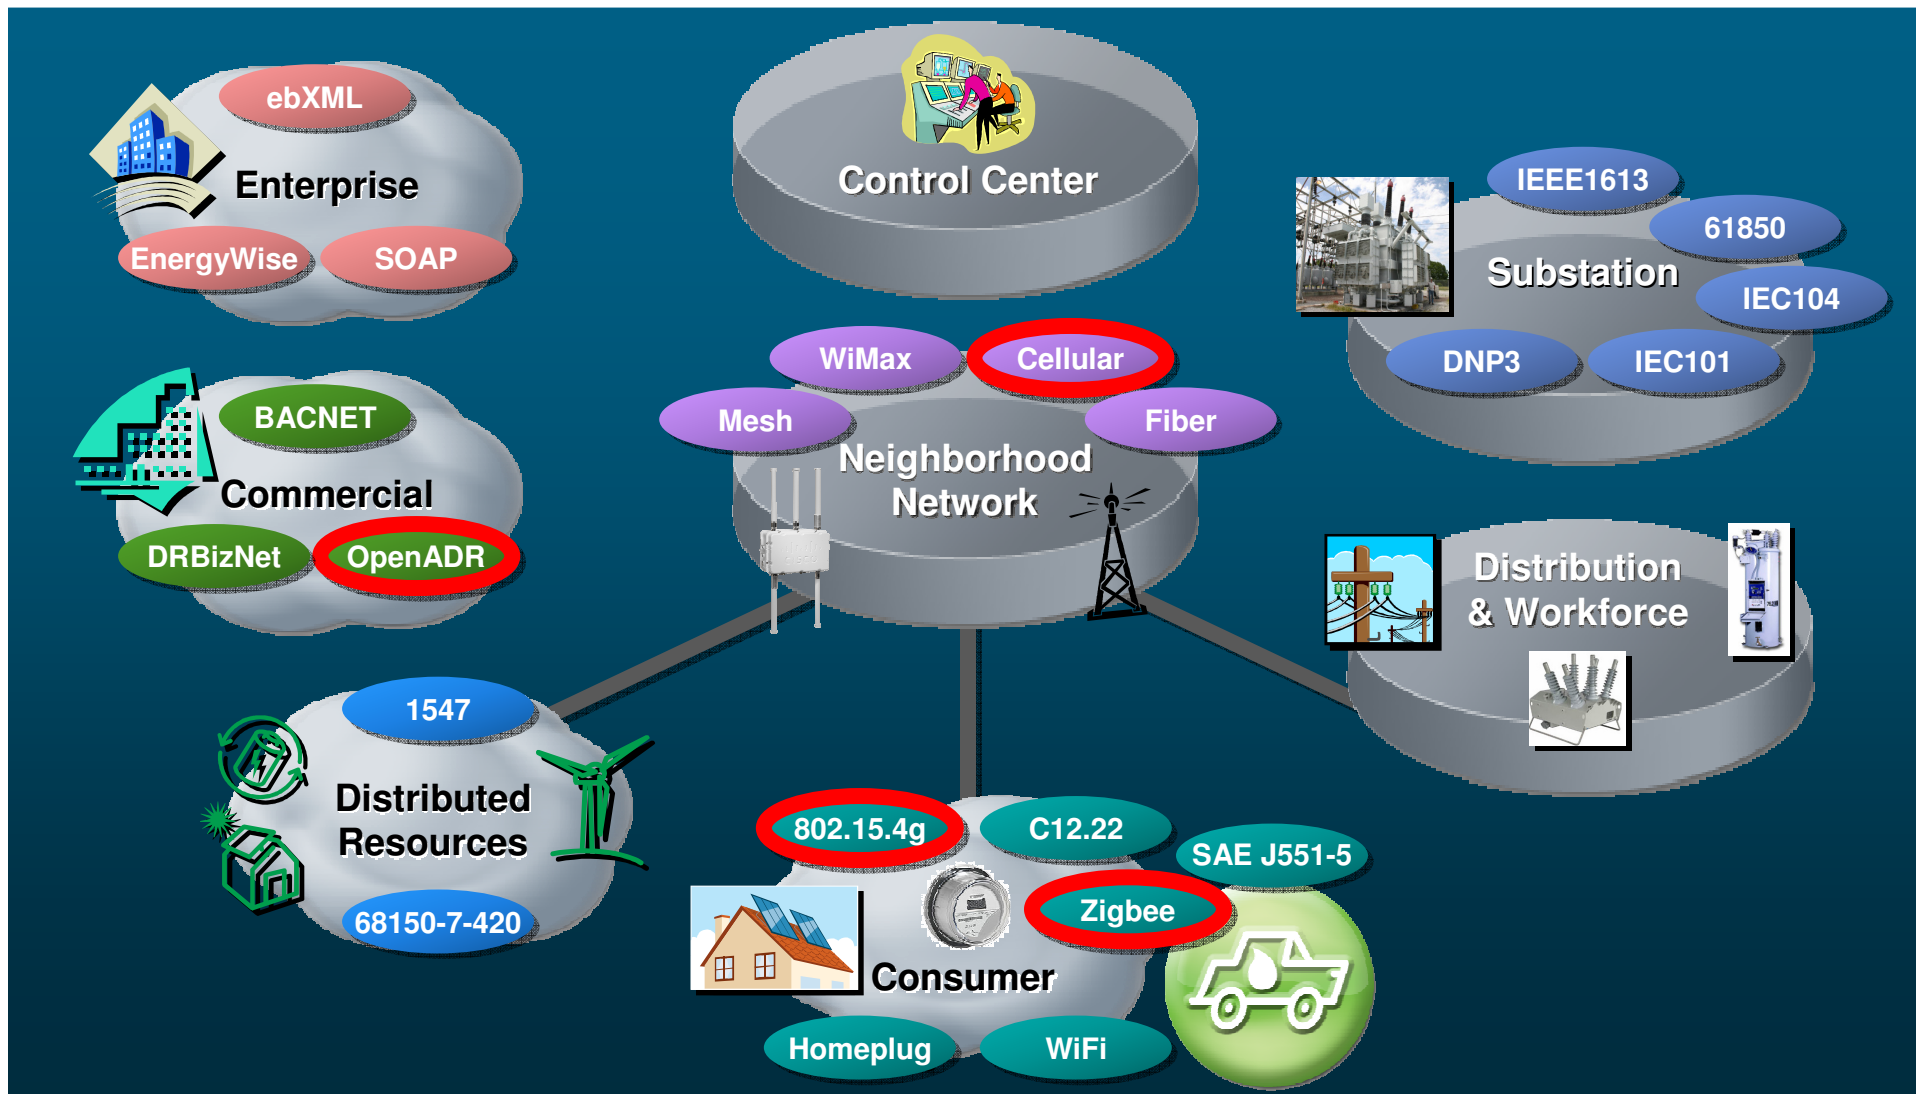 ebXML
Enterprise
EnergyWise
SOAP
Control Center
IEEE1613
61850
Substation
IEC104
DNP3
IEC101
WiMax
Cellular
Mesh
Fiber
Neighborhood
Network
BACNET
Commercial
DRBizNet
OpenADR
Distribution
& Workforce
1547
Distributed
Resources
68150-7-420
802.15.4g
C12.22
SAE J551-5
Zigbee
Consumer
Homeplug
WiFi